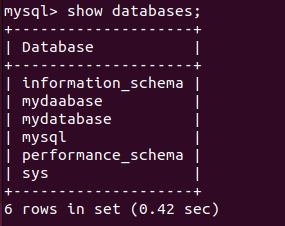 mysql> show databases;
+--------------------+
| Database           |
+--------------------+
| information_schema |
| mydaabase          |
| mydatabase         |
| mysql              |
| performance_schema |
| sys                |
+--------------------+
6 rows in set (0.42 sec)